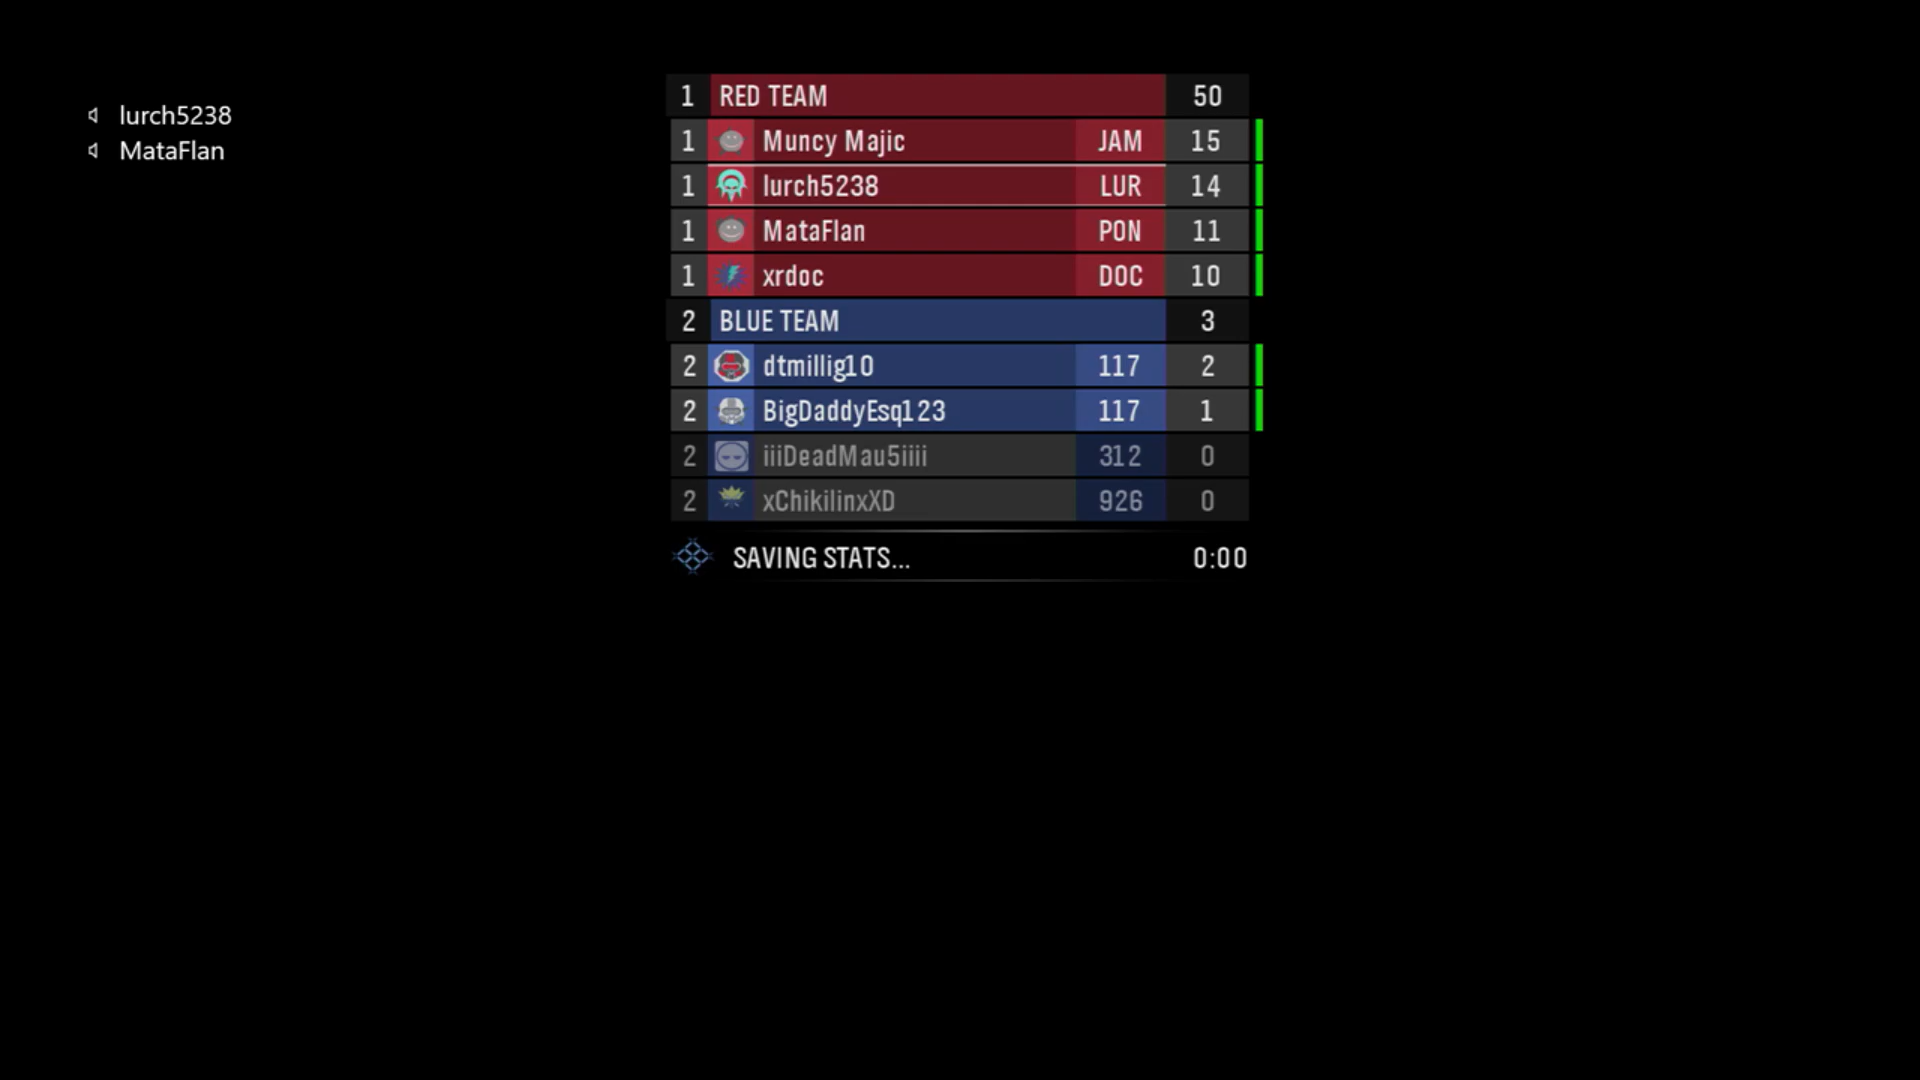 lurch5238
MataFlan
1 RED TEAM 50
1 Muncy Majic JAM 15
1 lurch5238 LUR 14
1 MataFlan PON 11
1 xrdoc DOC 10
2 BLUE TEAM 3
2 dtmillig10 117 2
2 BigDaddyEsq123 117 1
2 iiiDeadMau5iiii 312 0
2 xChikilinxXD 926 0
SAVING STATS... 0:00